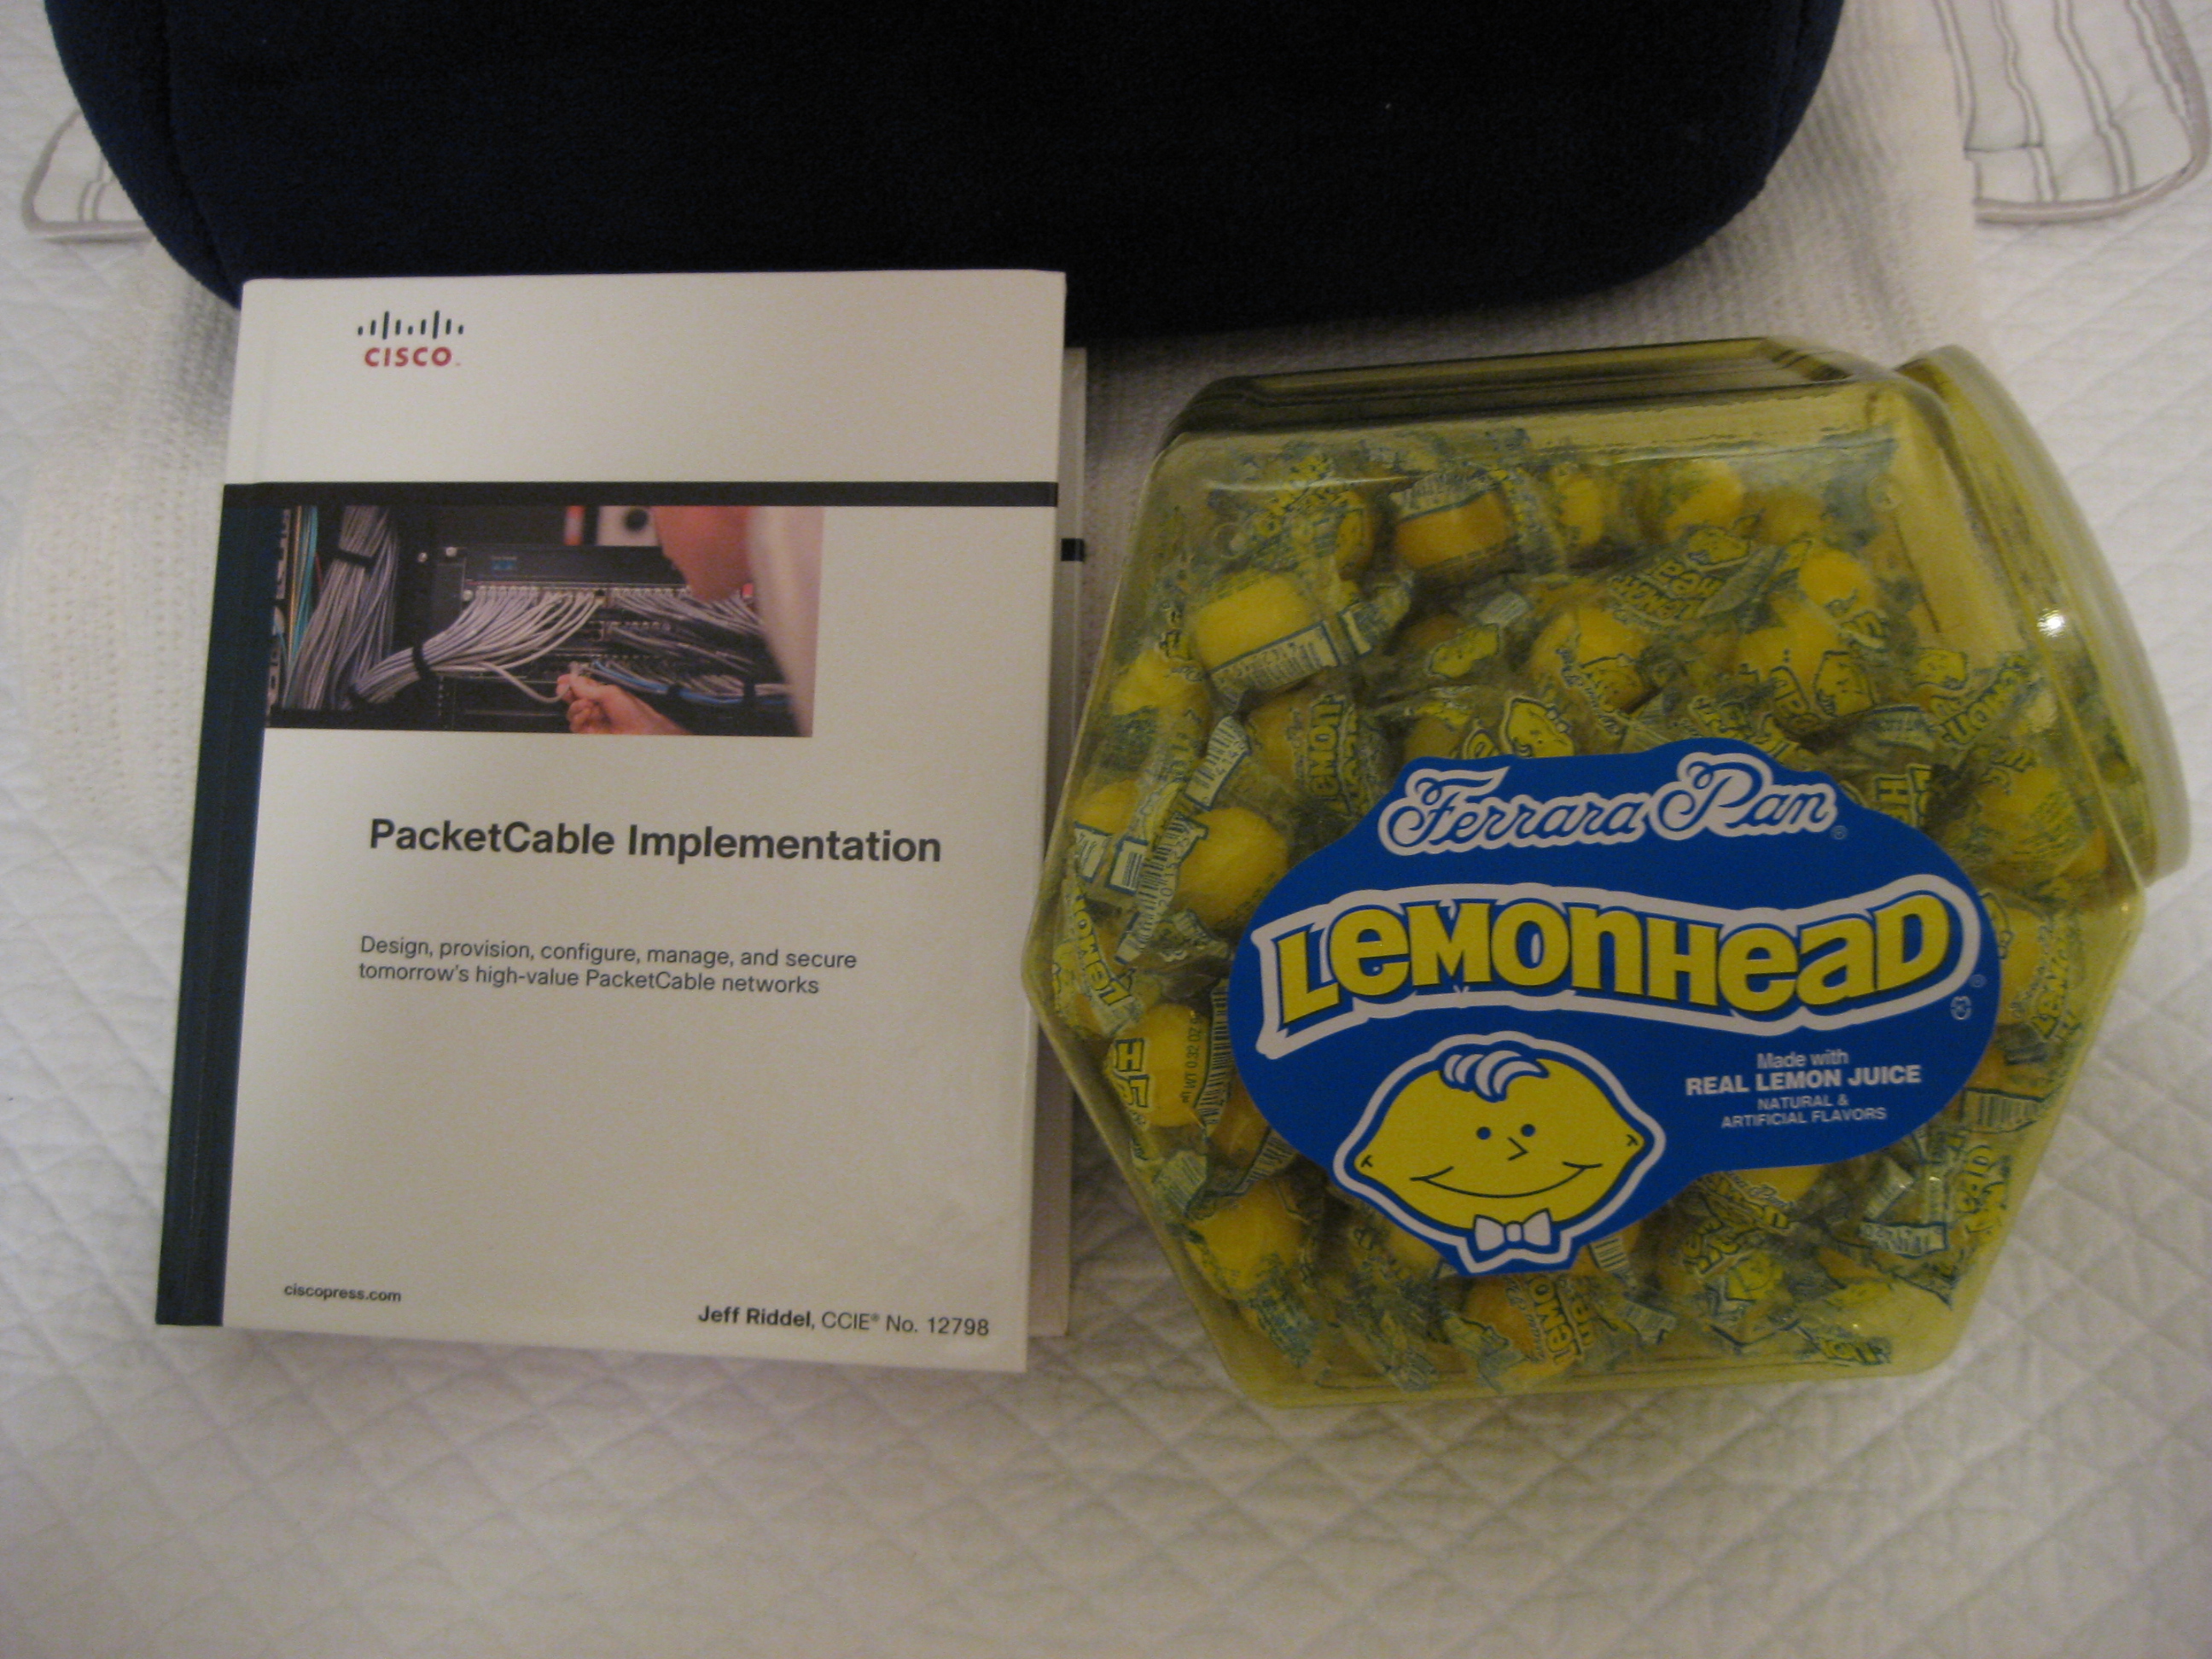 CISCO™
PacketCable Implementation
Design, provision, configure, manage, and secure
tomorrow's high-value PacketCable networks
ciscopress.com
Jeff Riddel, CCIE® No. 12798
Ferrara Pan®
LEMONHEAD®
Made with
REAL LEMON JUICE
NATURAL &
ARTIFICIAL FLAVORS